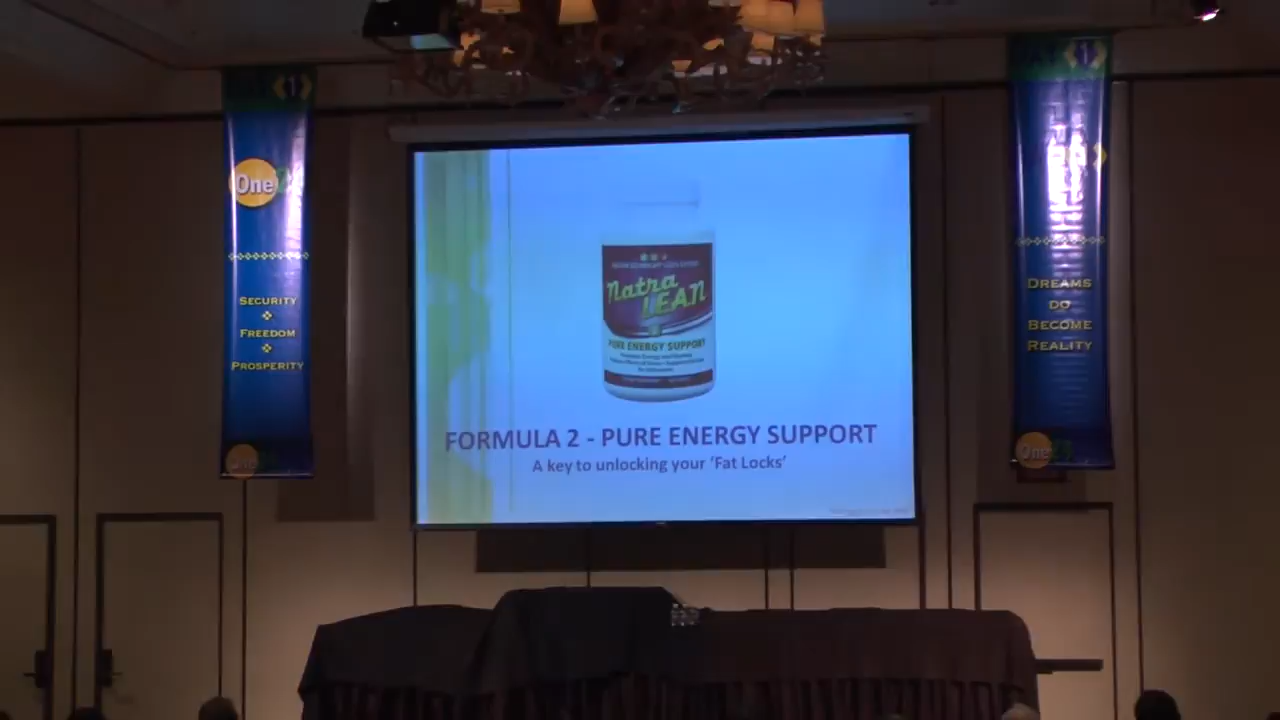 One
SECURITY
FREEDOM
PROSPERITY
Natra
LEAN
PURE ENERGY SUPPORT
FORMULA 2 - PURE ENERGY SUPPORT
A key to unlocking your ‘Fat Locks’
1
DREAMS
DO
BECOME
REALITY
One